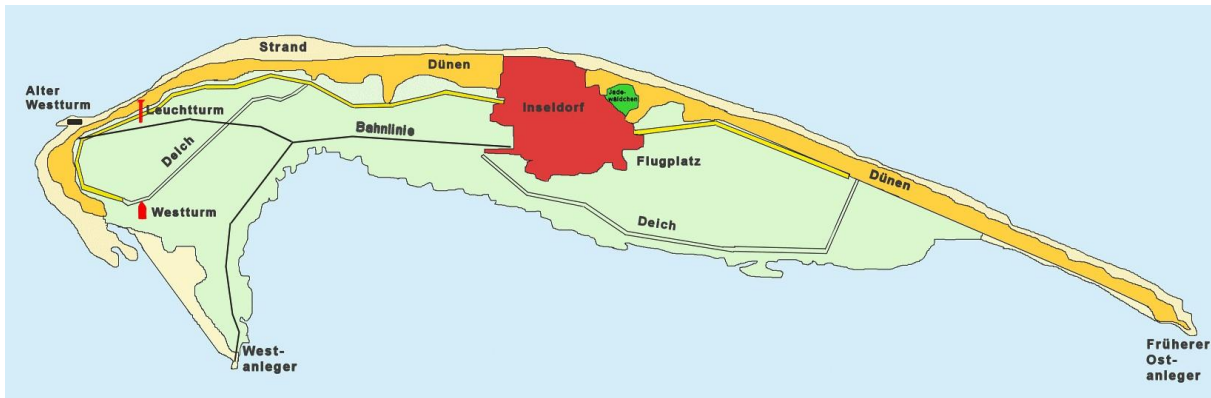 Strand
Dünen
Alter
Westturm
Leuchtturm
Jade-
wäldchen
Inseldorf
Bahnlinie
Deich
Flugplatz
Dünen
Westturm
Deich
West-
anleger
Früherer
Ost-
anleger